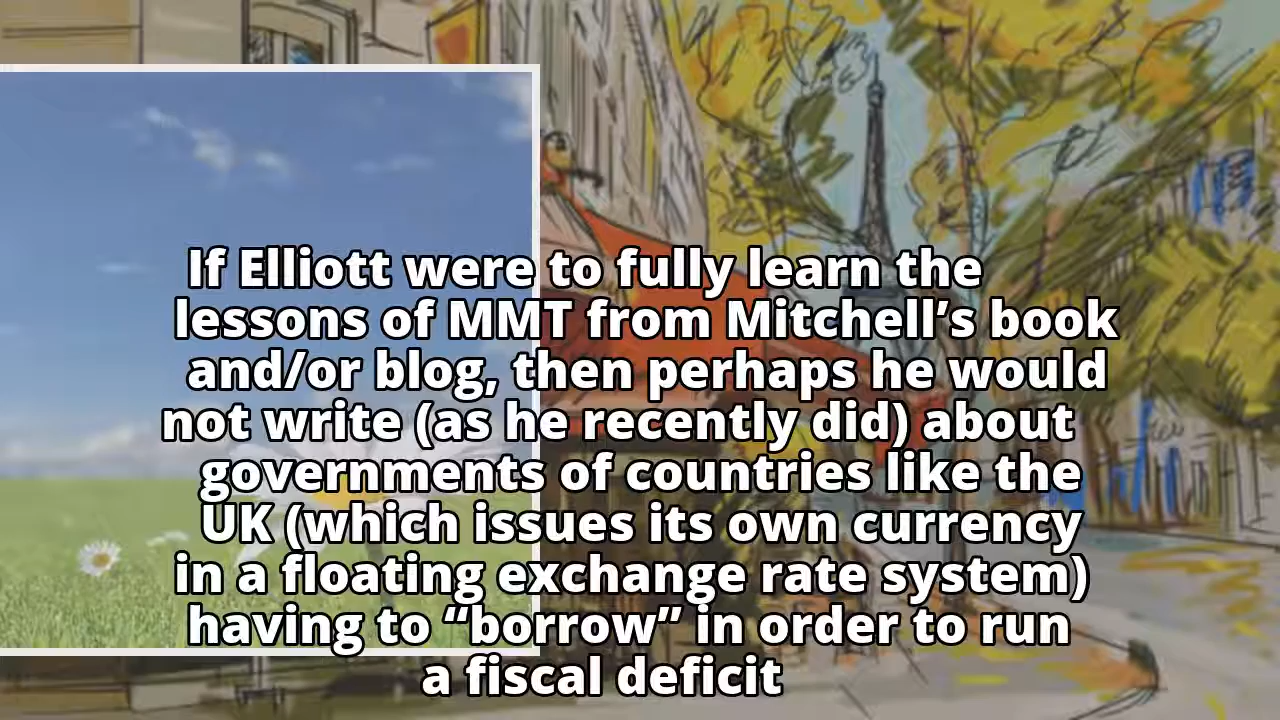 If Elliott were to fully learn the
lessons of MMT from Mitchell’s book
and/or blog, then perhaps he would
not write (as he recently did) about
governments of countries like the
UK (which issues its own currency
in a floating exchange rate system)
having to “borrow” in order to run
a fiscal deficit